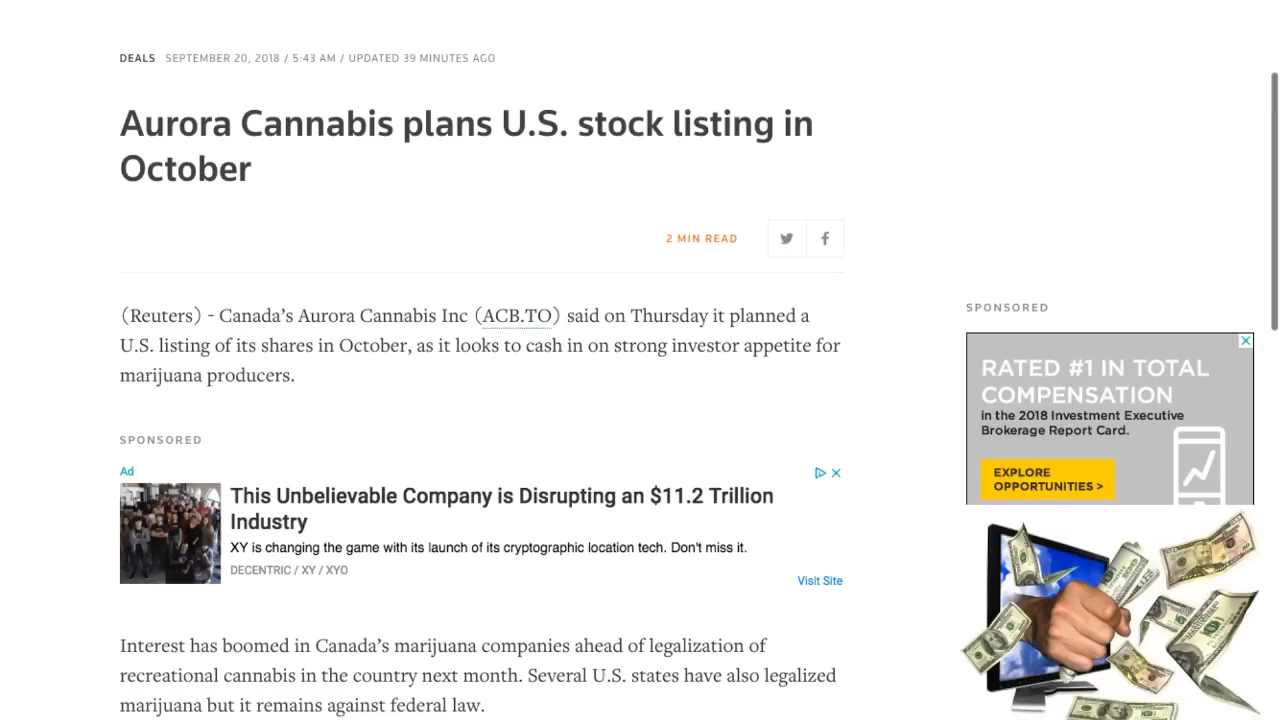 DEALS SEPTEMBER 20, 2018 / 5:43 AM / UPDATED 39 MINUTES AGO
Aurora Cannabis plans U.S. stock listing in
October
2 MIN READ
(Reuters) - Canada’s Aurora Cannabis Inc (ACB.TO) said on Thursday it planned a
U.S. listing of its shares in October, as it looks to cash in on strong investor appetite for
marijuana producers.
SPONSORED
Ad
This Unbelievable Company is Disrupting an $11.2 Trillion
Industry
XY is changing the game with its launch of its cryptographic location tech. Don't miss it.
DECENTRIC / XY / XYO
Visit Site
Interest has boomed in Canada’s marijuana companies ahead of legalization of
recreational cannabis in the country next month. Several U.S. states have also legalized
marijuana but it remains against federal law.
SPONSORED
RATED #1 IN TOTAL
COMPENSATION
in the 2018 Investment Executive
Brokerage Report Card.
EXPLORE
OPPORTUNITIES >